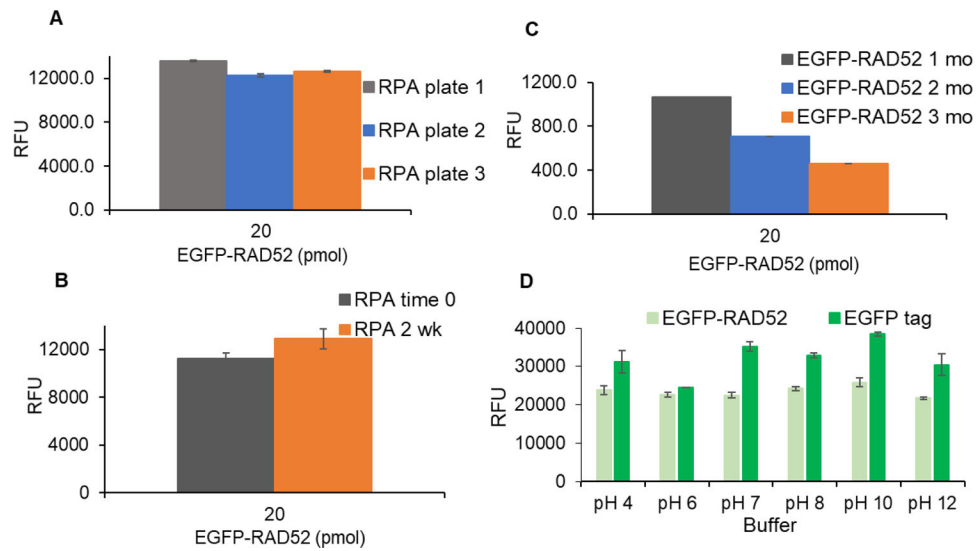 A
RFU
12000.0
8000.0
4000.0
0.0
RPA plate 1
RPA plate 2
RPA plate 3
20
EGFP-RAD52 (pmol)
B
RPA time 0
RPA 2 wk
RFU
12000
8000
4000
0
20
EGFP-RAD52 (pmol)
C
EGFP-RAD52 1 mo
EGFP-RAD52 2 mo
EGFP-RAD52 3 mo
RFU
1200.0
800.0
400.0
0.0
20
EGFP-RAD52 (pmol)
D
EGFP-RAD52 EGFP tag
RFU
40000
30000
20000
10000
0
pH 4 pH 6 pH 7 pH 8 pH 10 pH 12
Buffer